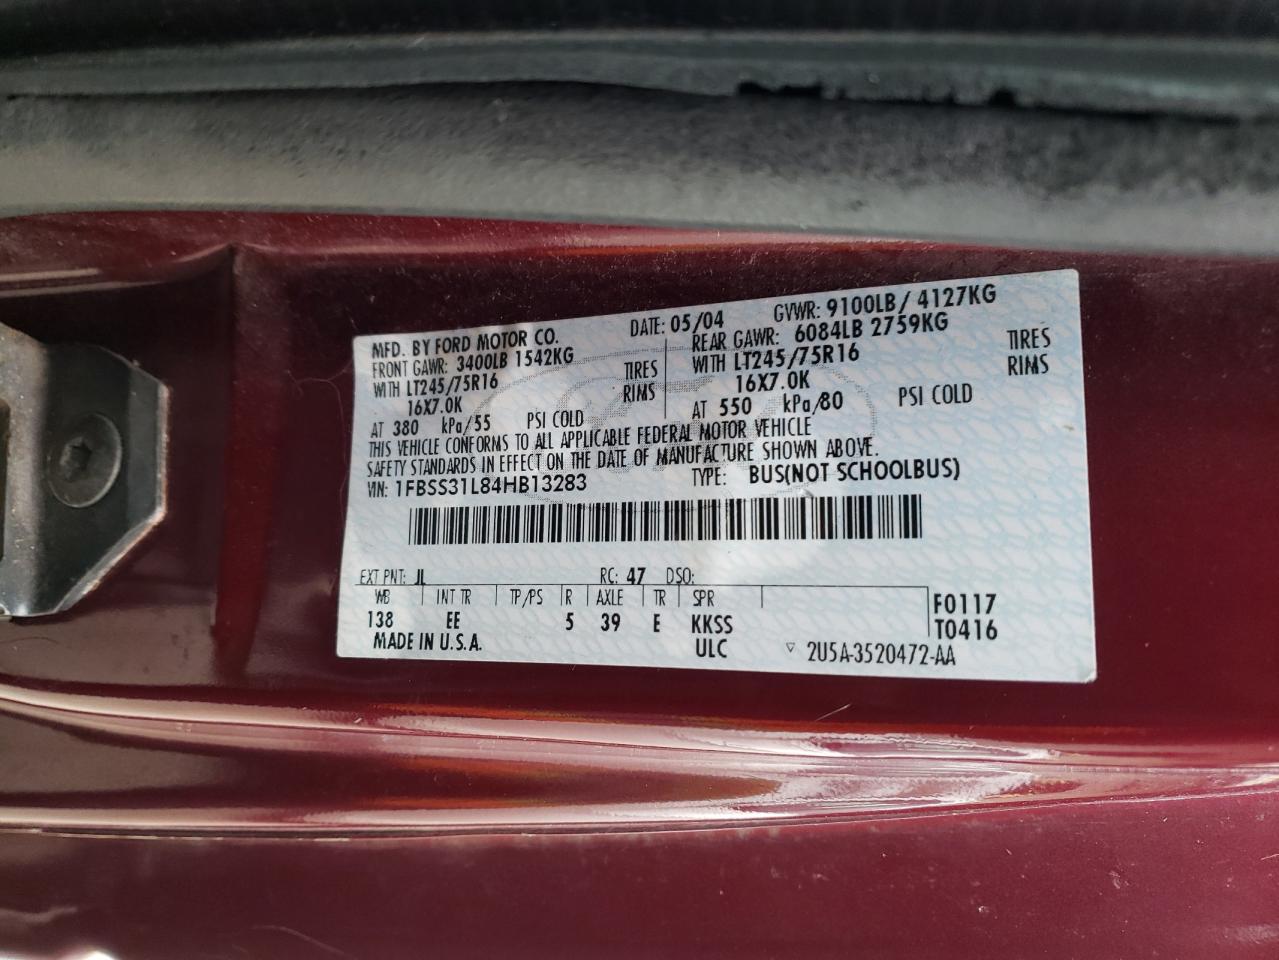 MFD. BY FORD MOTOR CO.
DATE: 05/04
GVWR: 9100LB / 4127KG
FRONT GAWR: 3400LB 1542KG
REAR GAWR: 6084LB 2759KG
WITH LT245/75R16 TIRES
WITH LT245/75R16 TIRES
16X7.0K RIMS
16X7.0K RIMS
AT 380 kPa/55 PSI COLD
AT 550 kPa/80 PSI COLD
THIS VEHICLE CONFORMS TO ALL APPLICABLE FEDERAL MOTOR VEHICLE
SAFETY STANDARDS IN EFFECT ON THE DATE OF MANUFACTURE SHOWN ABOVE.
VIN: 1FBSS31L84HB13283
TYPE: BUS(NOT SCHOOLBUS)
EXT PNT: JL RC: 47 DSO:
WB INT TR TP/PS R AXLE TR SPR
138 EE 5 39 E KKSS
F0117
T0416
MADE IN U.S.A.
ULC
▽ 2U5A-3520472-AA